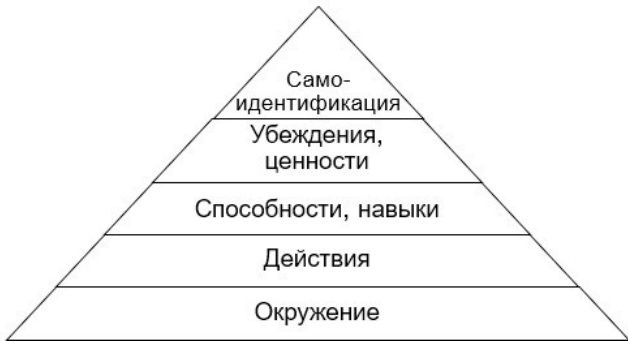 Само-
идентификация
Убеждения,
ценности
Способности, навыки
Действия
Окружение